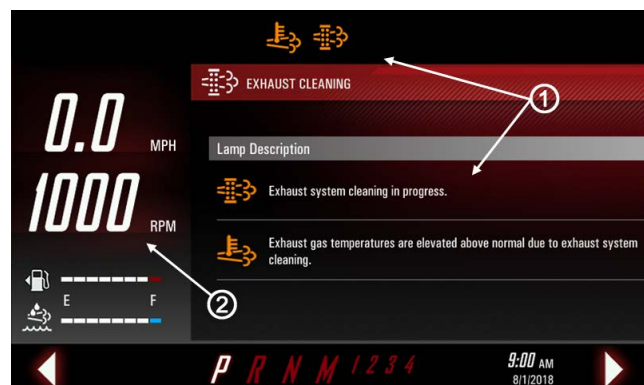 EXHAUST CLEANING
1
0.0 MPH
Lamp Description
Exhaust system cleaning in progress.
1000 RPM
Exhaust gas temperatures are elevated above normal due to exhaust system
cleaning.
E F
2
P R N M 1 2 3 4
9:00 AM
8/1/2018